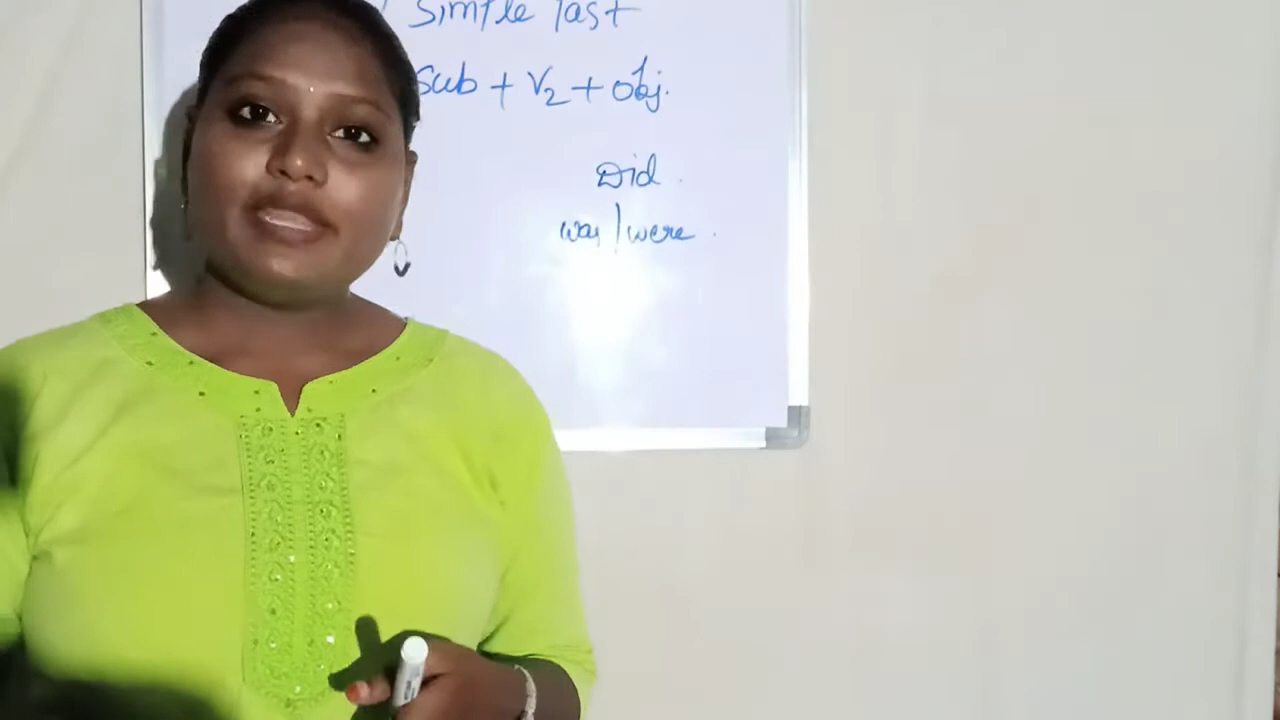 Simple Past
Sub + V2 + Obj.
Did
was/were